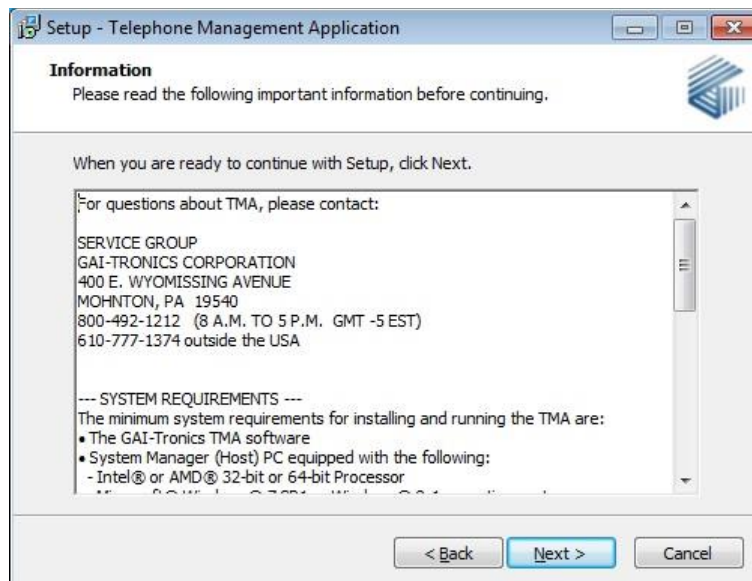 Setup - Telephone Management Application
Information
Please read the following important information before continuing.
When you are ready to continue with Setup, click Next.
For questions about TMA, please contact:
SERVICE GROUP
GAI-TRONICS CORPORATION
400 E. WYOMISSING AVENUE
MOHNTON, PA 19540
800-492-1212 (8 A.M. TO 5 P.M. GMT -5 EST)
610-777-1374 outside the USA
--- SYSTEM REQUIREMENTS ---
The minimum system requirements for installing and running the TMA are:
• The GAI-Tronics TMA software
• System Manager (Host) PC equipped with the following:
- Intel® or AMD® 32-bit or 64-bit Processor
< Back
Next >
Cancel